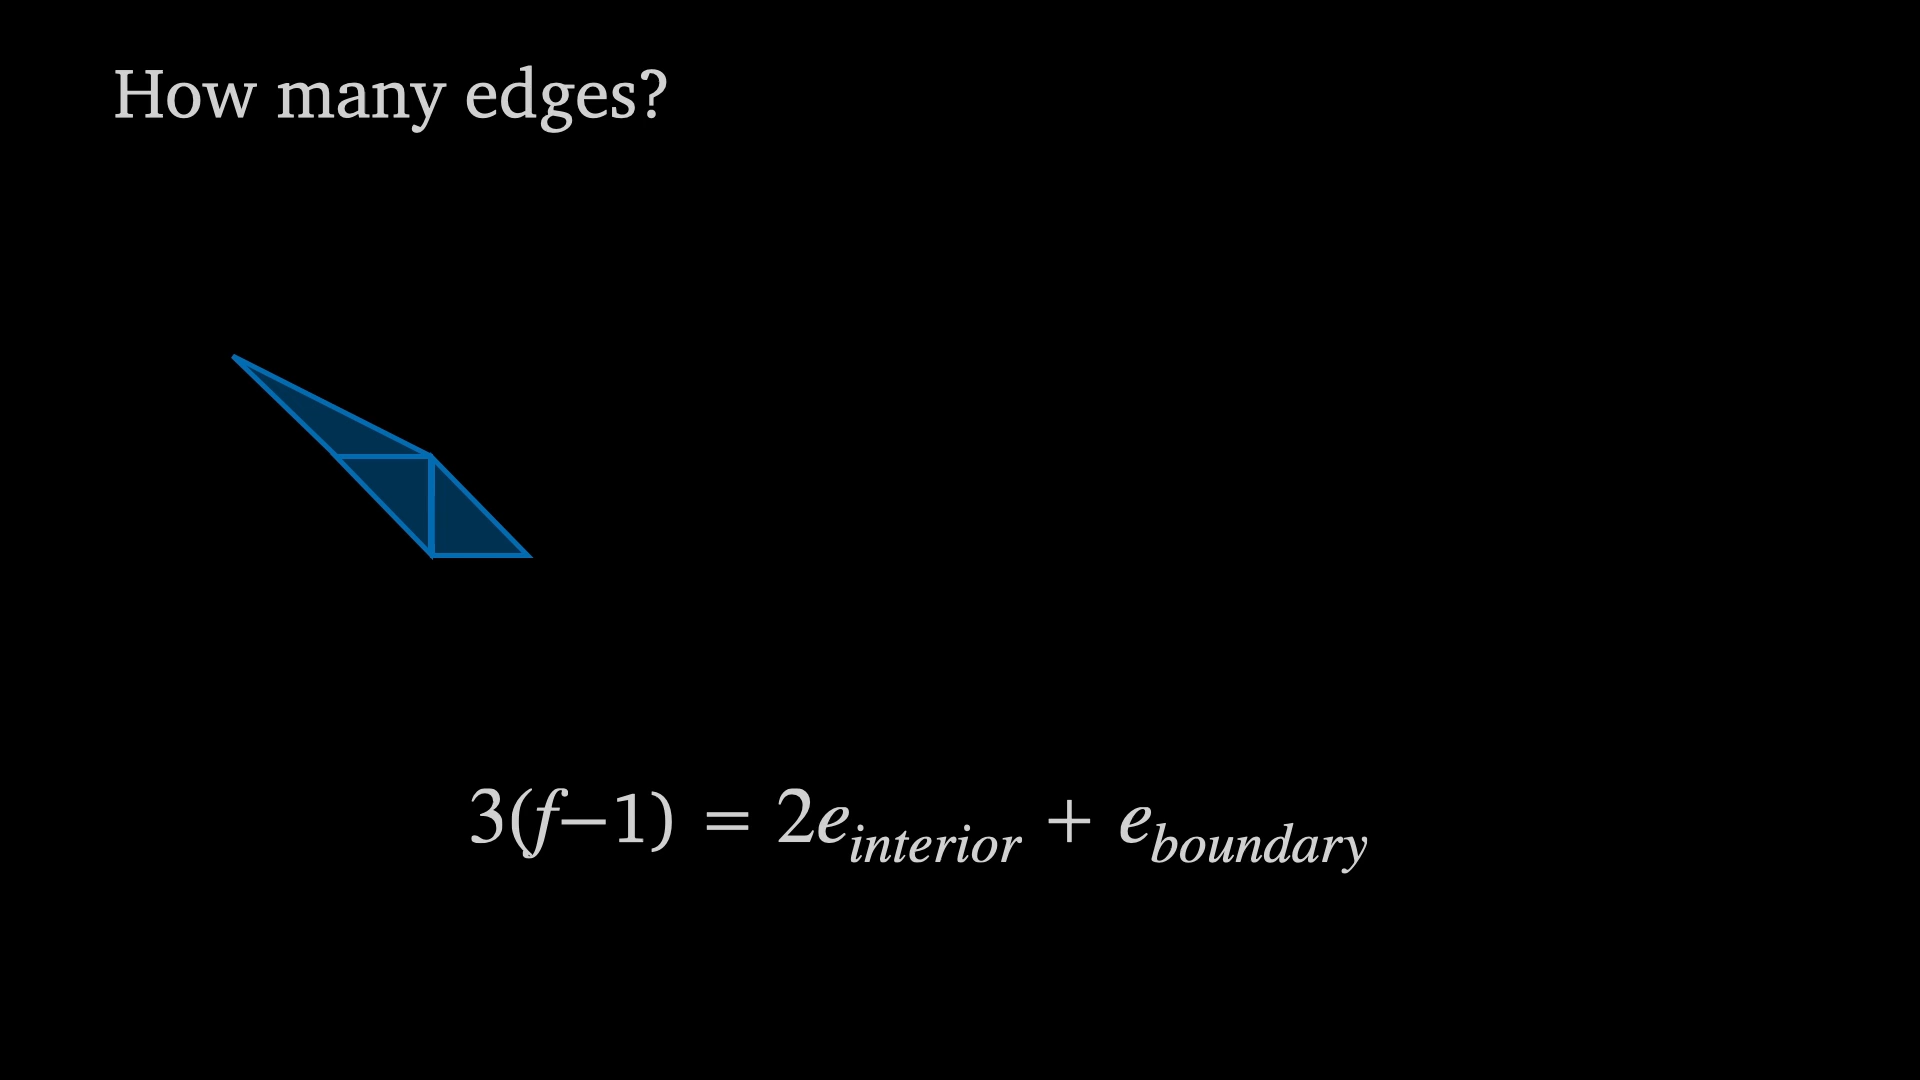 How many edges?
3(f−1) = 2e_interior + e_boundary